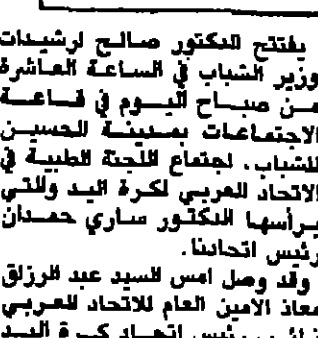 يفتتح الدكتور صالح ارشيدات
وزير الشباب في الساعة العاشرة
من صباح اليوم في قاعة
الاجتماعات بمدينة الحسين
للشباب. اجتماع اللجنة الطبية في
الاتحاد العربي لكرة اليد والتي
يرأسها الدكتور ساري حمدان
رئيس اتحادنا.
وقد وصل امس السيد عبد الرزاق
معاذ الامين العام للاتحاد العربي
رئيس اتحاد كرة اليد